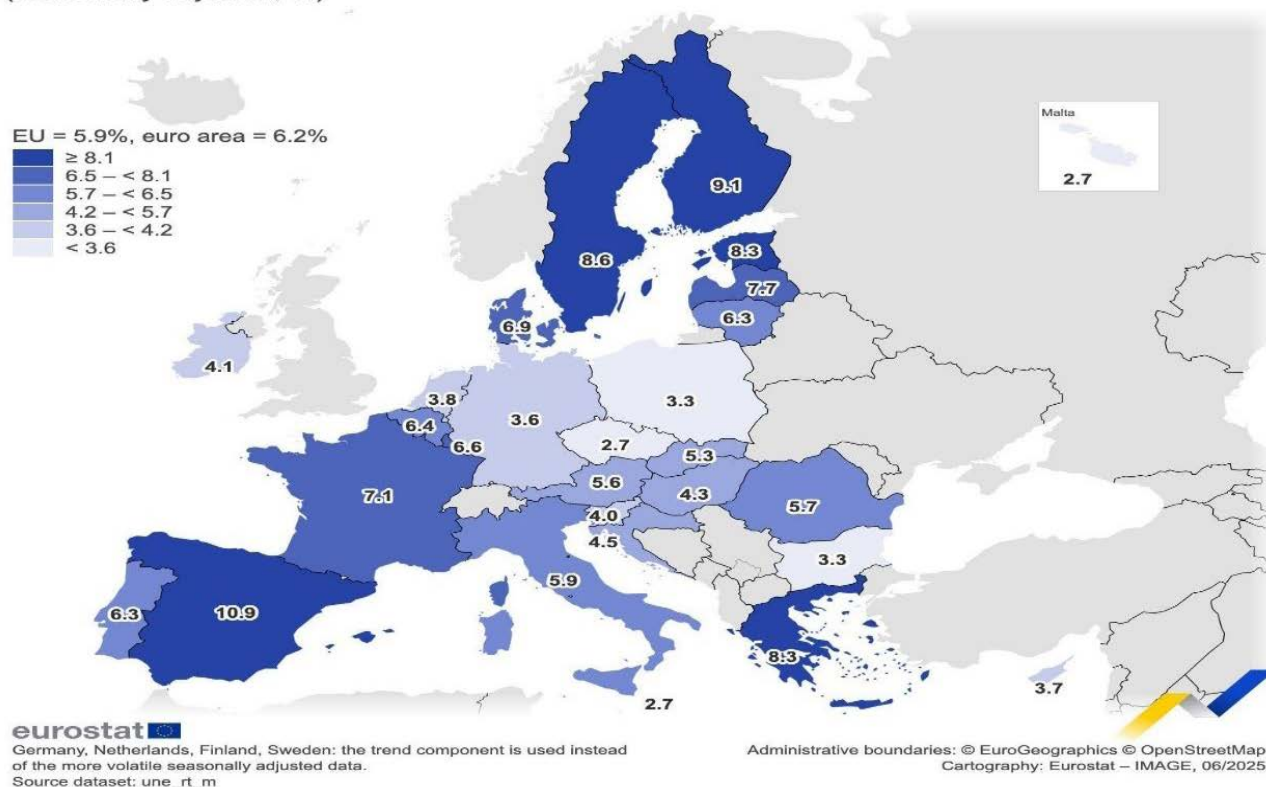 EU = 5.9%, euro area = 6.2%
≥ 8.1
6.5 – < 8.1
5.7 – < 6.5
4.2 – < 5.7
3.6 – < 4.2
< 3.6
Malta
2.7
9.1
8.6
8.3
7.7
6.3
6.9
4.1
3.8
3.6
3.3
6.4
6.6
2.7
5.3
5.6
4.3
7.1
4.0
5.7
4.5
3.3
5.9
6.3
10.9
8.3
3.7
2.7
eurostat
Germany, Netherlands, Finland, Sweden: the trend component is used instead
of the more volatile seasonally adjusted data.
Source dataset: une_rt_m
Administrative boundaries: © EuroGeographics © OpenStreetMap
Cartography: Eurostat – IMAGE, 06/2025